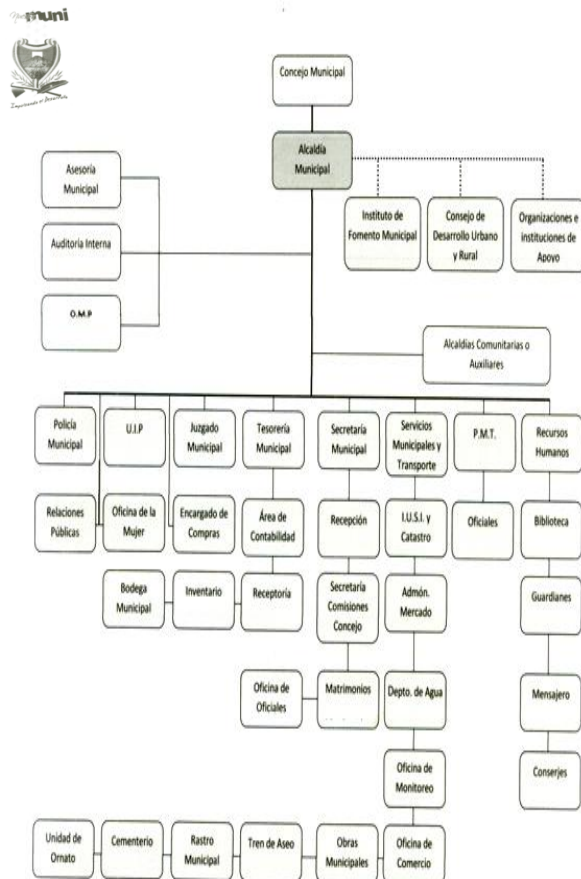 muni
Concejo Municipal
Alcaldía
Municipal
Asesoría
Municipal
Auditoría Interna
O.M.P
Instituto de
Fomento Municipal
Consejo de
Desarrollo Urbano
y Rural
Organizaciones e
instituciones de
Apoyo
Alcaldías Comunitarias o
Auxiliares
Policía
Municipal
U.I.P
Juzgado
Municipal
Tesorería
Municipal
Secretaría
Municipal
Servicios
Municipales y
Transporte
P.M.T.
Recursos
Humanos
Relaciones
Públicas
Oficina de la
Mujer
Encargado de
Compras
Área de
Contabilidad
Recepción
I.U.S.I. y
Catastro
Oficiales
Biblioteca
Bodega
Municipal
Inventario
Receptoría
Secretaría
Comisiones
Concejo
Admón.
Mercado
Guardianes
Oficina de
Oficiales
Matrimonios
Depto. de Agua
Mensajero
Oficina de
Monitoreo
Conserjes
Unidad de
Ornato
Cementerio
Rastro
Municipal
Tren de Aseo
Obras
Municipales
Oficina de
Comercio